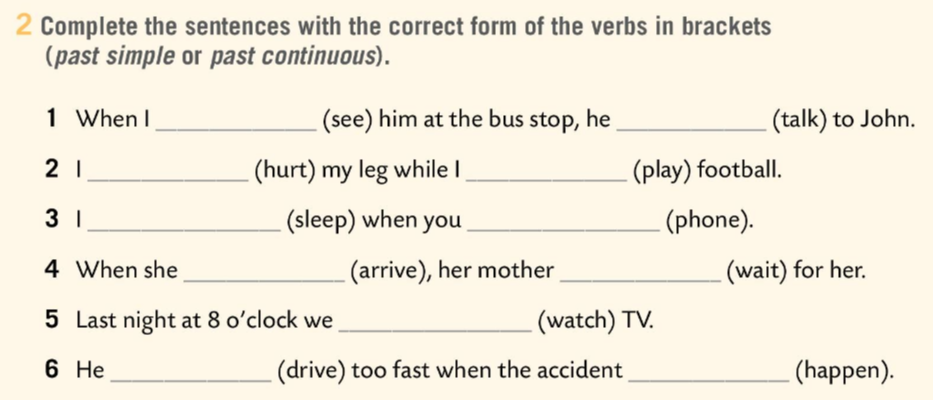 2 Complete the sentences with the correct form of the verbs in brackets
(past simple or past continuous).
1 When I ____________ (see) him at the bus stop, he ____________ (talk) to John.
2 I ____________ (hurt) my leg while I ____________ (play) football.
3 I ____________ (sleep) when you ____________ (phone).
4 When she ____________ (arrive), her mother ____________ (wait) for her.
5 Last night at 8 o'clock we ____________ (watch) TV.
6 He ____________ (drive) too fast when the accident ____________ (happen).